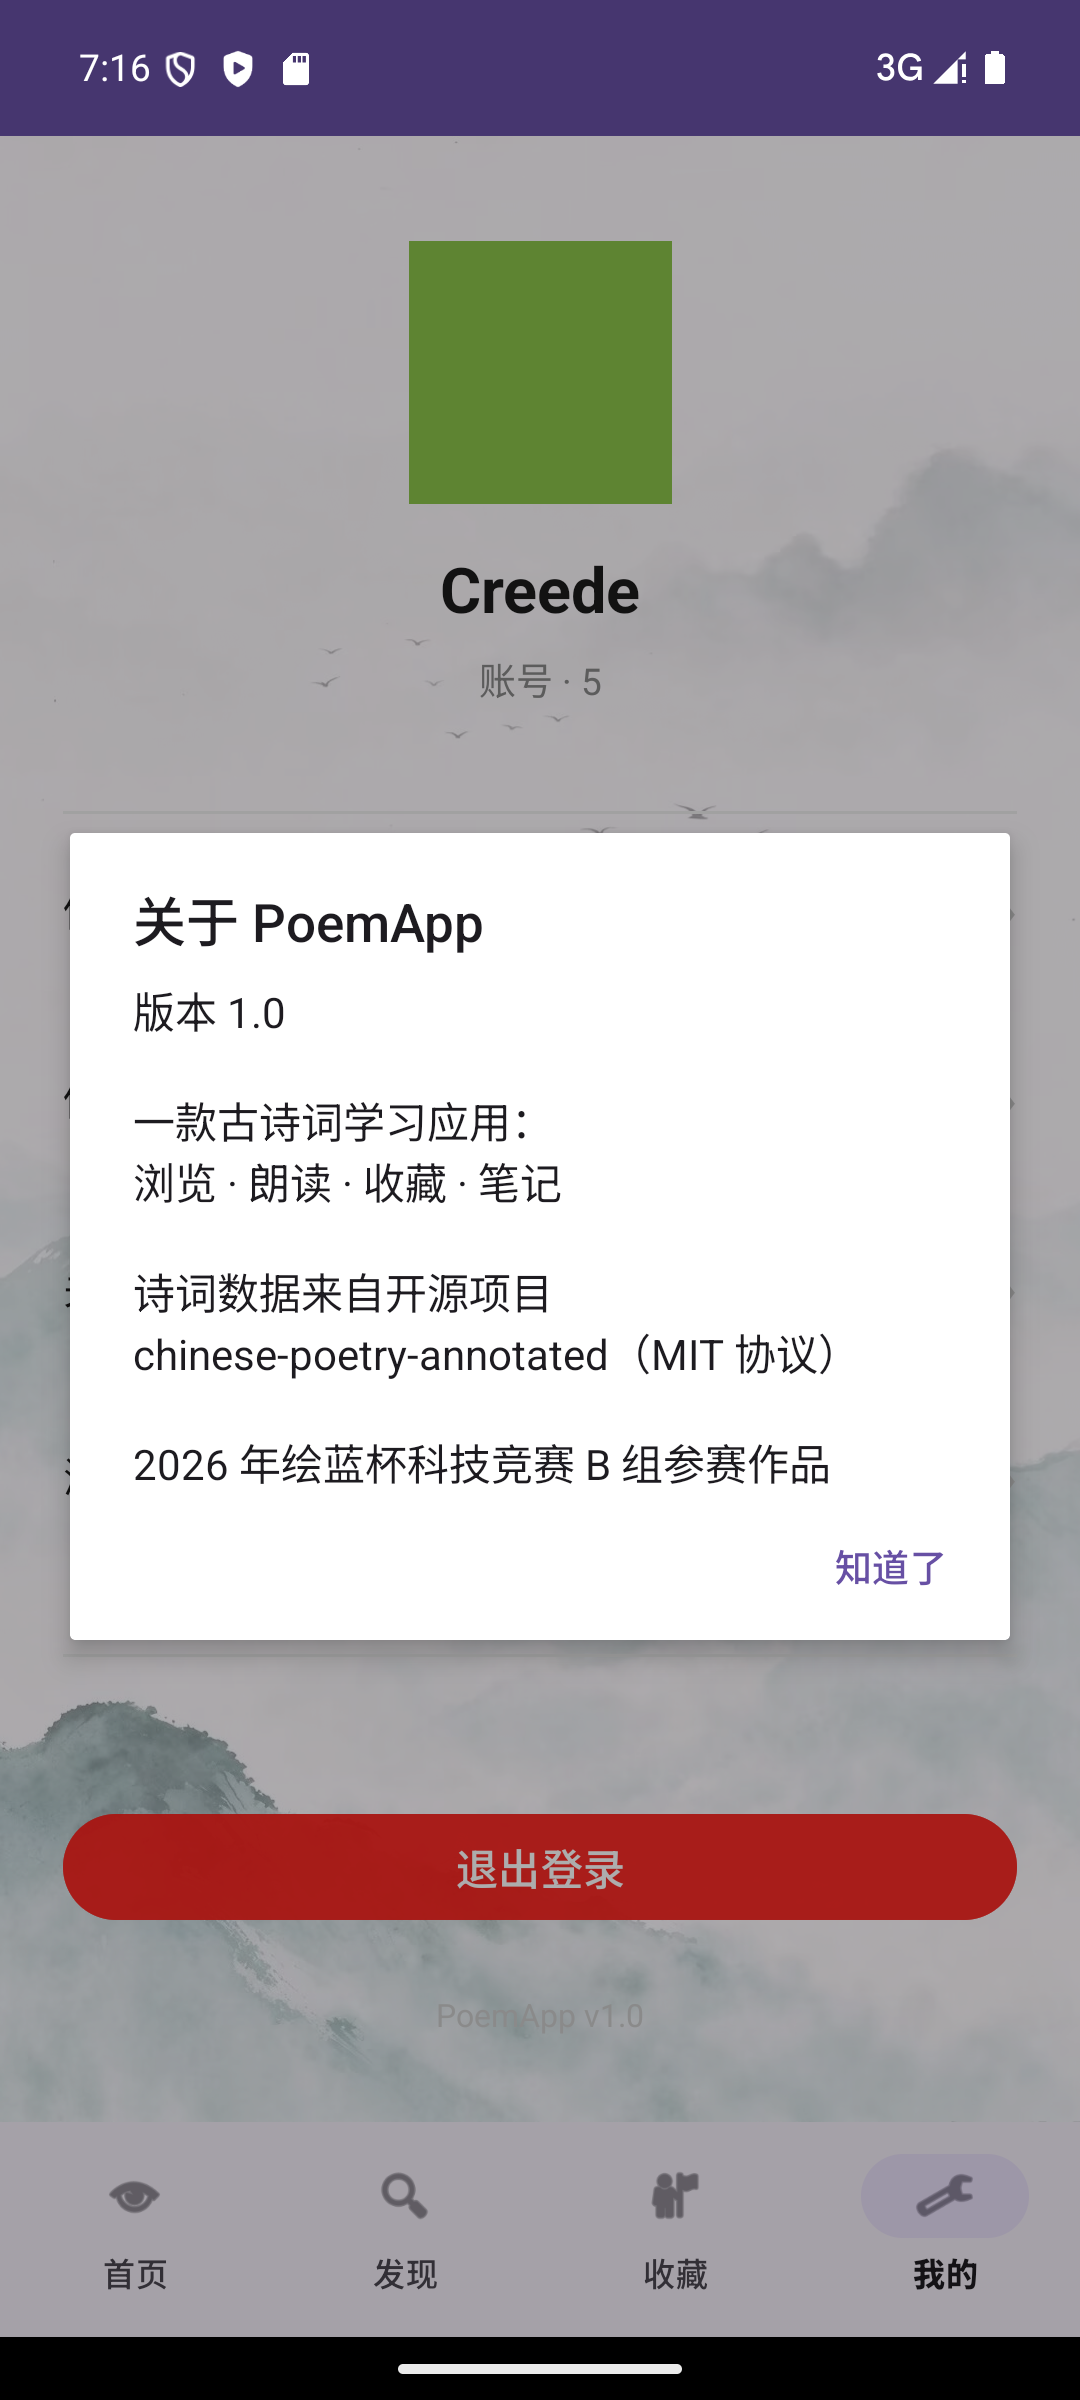 7:16
3G
Creede
账号 · 5
关于 PoemApp
版本 1.0
一款古诗词学习应用：
浏览 · 朗读 · 收藏 · 笔记
诗词数据来自开源项目
chinese-poetry-annotated（MIT 协议）
2026 年绘蓝杯科技竞赛 B 组参赛作品
知道了
退出登录
PoemApp v1.0
首页
发现
收藏
我的